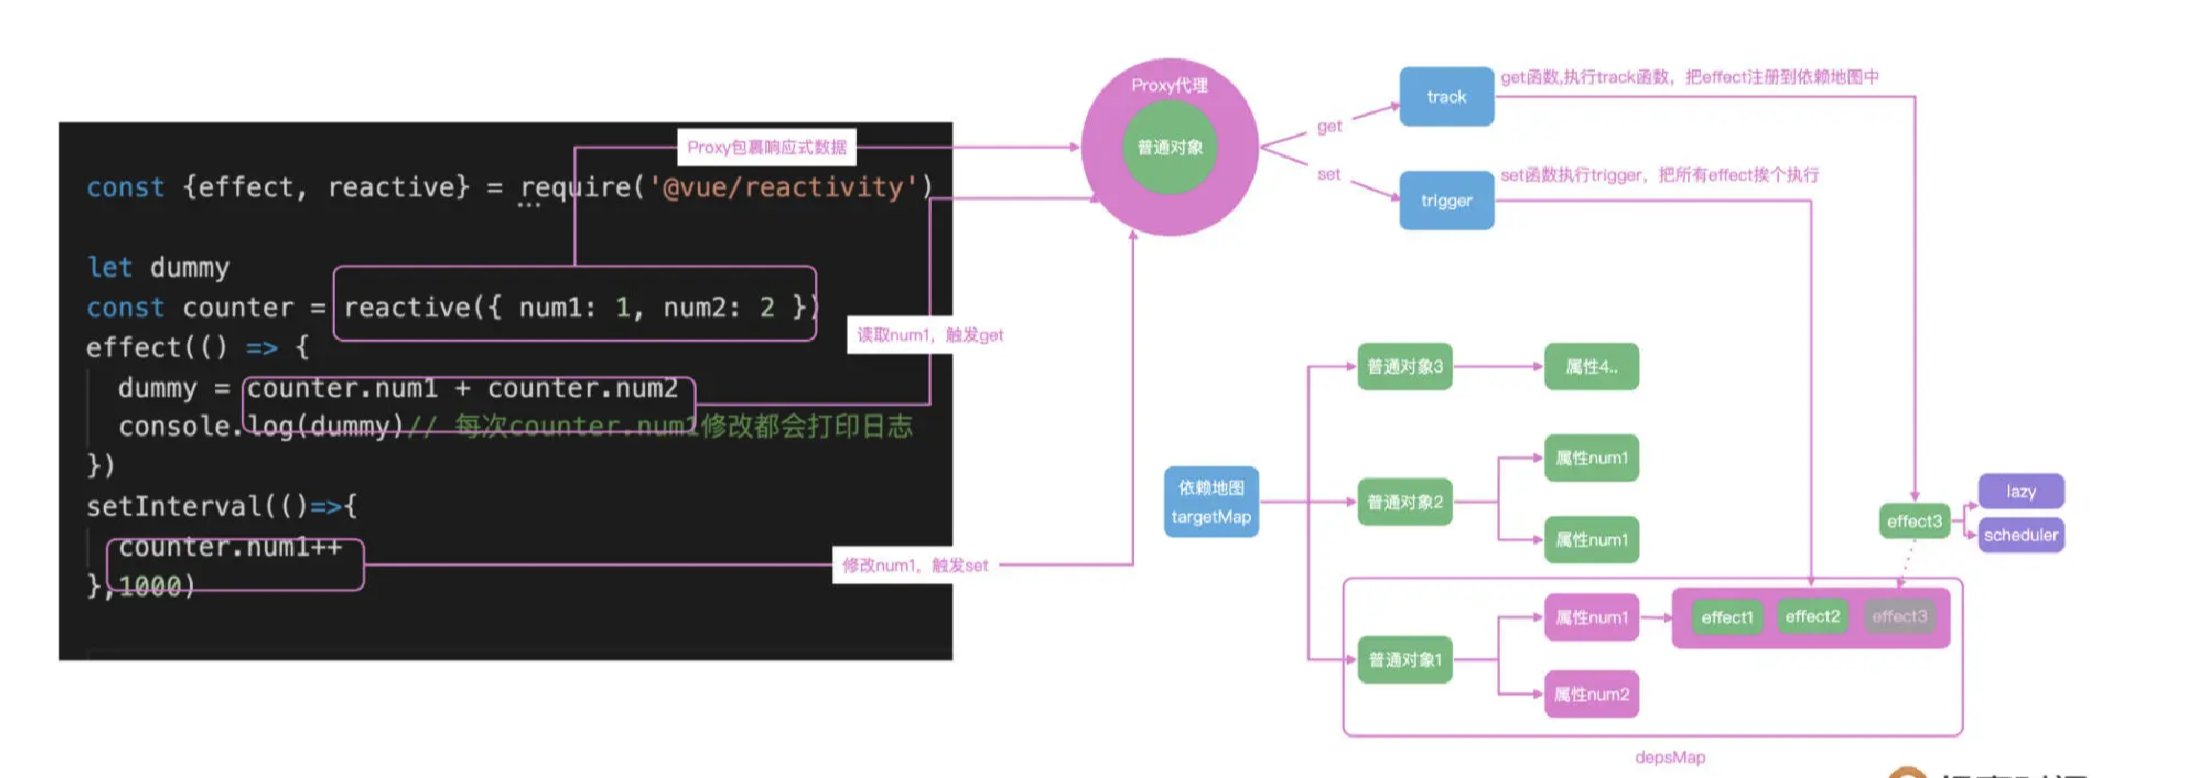 const {effect, reactive} = require('@vue/reactivity')
let dummy
const counter = reactive({ num1: 1, num2: 2 })
effect(() => {
dummy = counter.num1 + counter.num2
console.log(dummy)// 每次counter.num1修改都会打印日志
})
setInterval(()=>{
counter.num1++
},1000)
Proxy包裹响应式数据
读取num1，触发get
修改num1，触发set
Proxy代理
普通对象
get
set
track
trigger
get函数,执行track函数，把effect注册到依赖地图中
set函数执行trigger，把所有effect挨个执行
依赖地图
targetMap
普通对象3
属性4..
普通对象2
属性num1
属性num1
普通对象1
属性num1
属性num2
effect1
effect2
effect3
effect3
lazy
scheduler
depsMap